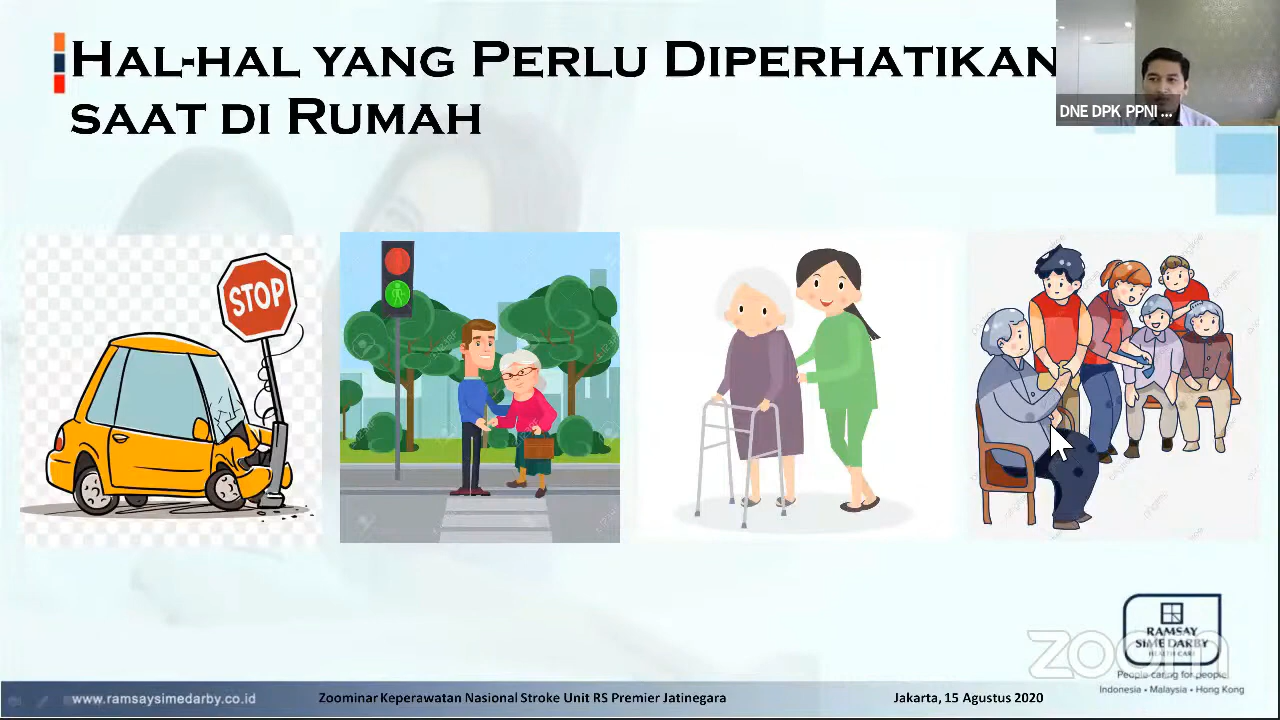 HAL-HAL YANG PERLU DIPERHATIKAN
SAAT DI RUMAH
DNE DPK PPNI ...
STOP
RAMSAY
SIME DARBY
HEALTH CARE
zoom
People caring for people
Indonesia • Malaysia • Hong Kong
www.ramsaysimedarby.co.id
Zoominar Keperawatan Nasional Stroke Unit RS Premier Jatinegara
Jakarta, 15 Agustus 2020